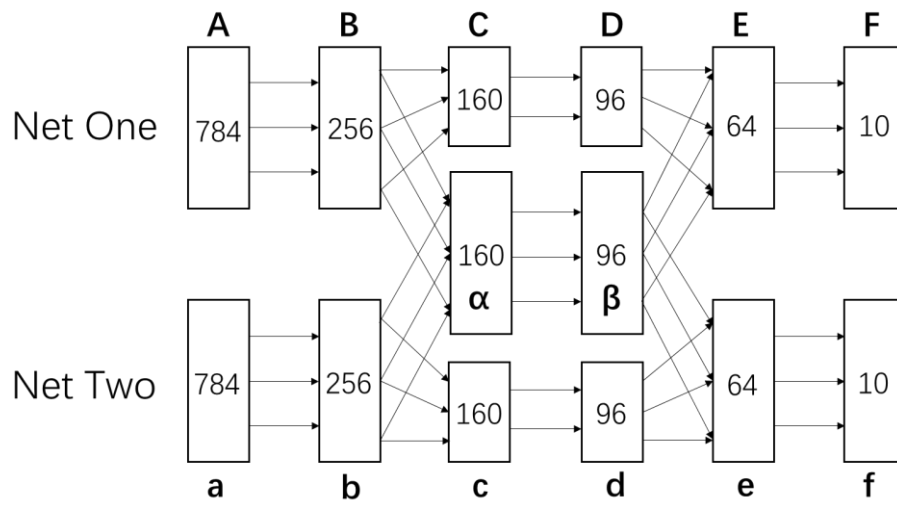 A B C D E F
Net One 784 256 160 96 64 10
160 96
α β
Net Two 784 256 160 96 64 10
a b c d e f